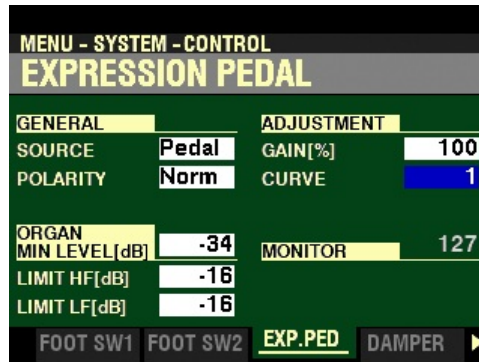 MENU - SYSTEM - CONTROL
EXPRESSION PEDAL
GENERAL
SOURCE Pedal
POLARITY Norm
ADJUSTMENT
GAIN[%] 100
CURVE 1
ORGAN
MIN LEVEL[dB] -34
LIMIT HF[dB] -16
LIMIT LF[dB] -16
MONITOR 127
FOOT SW1 FOOT SW2 EXP.PED DAMPER